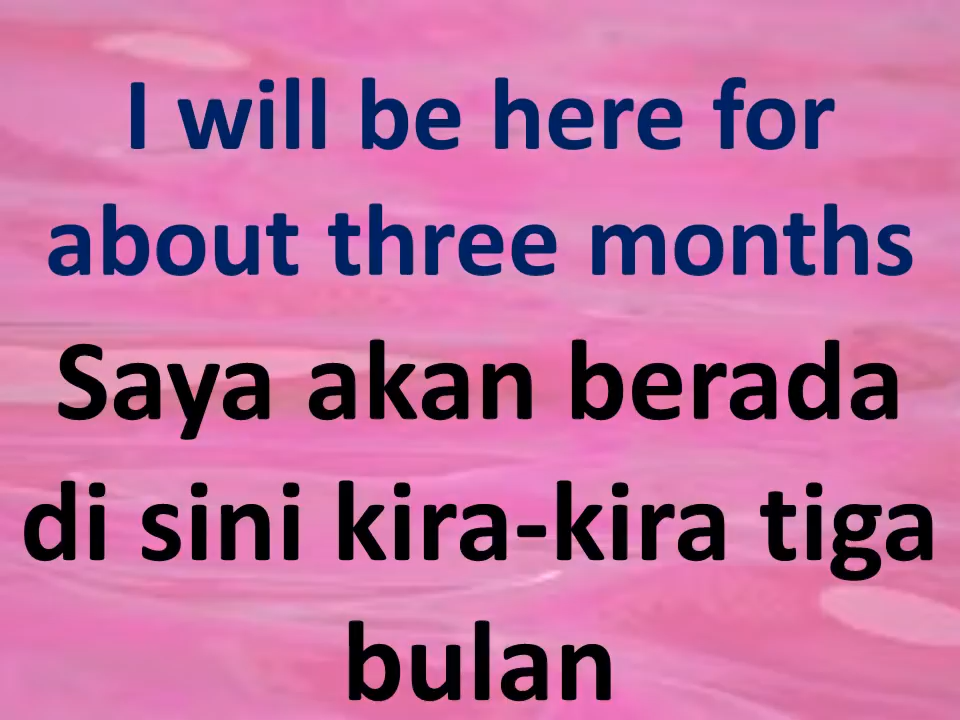 I will be here for
about three months
Saya akan berada
di sini kira-kira tiga
bulan